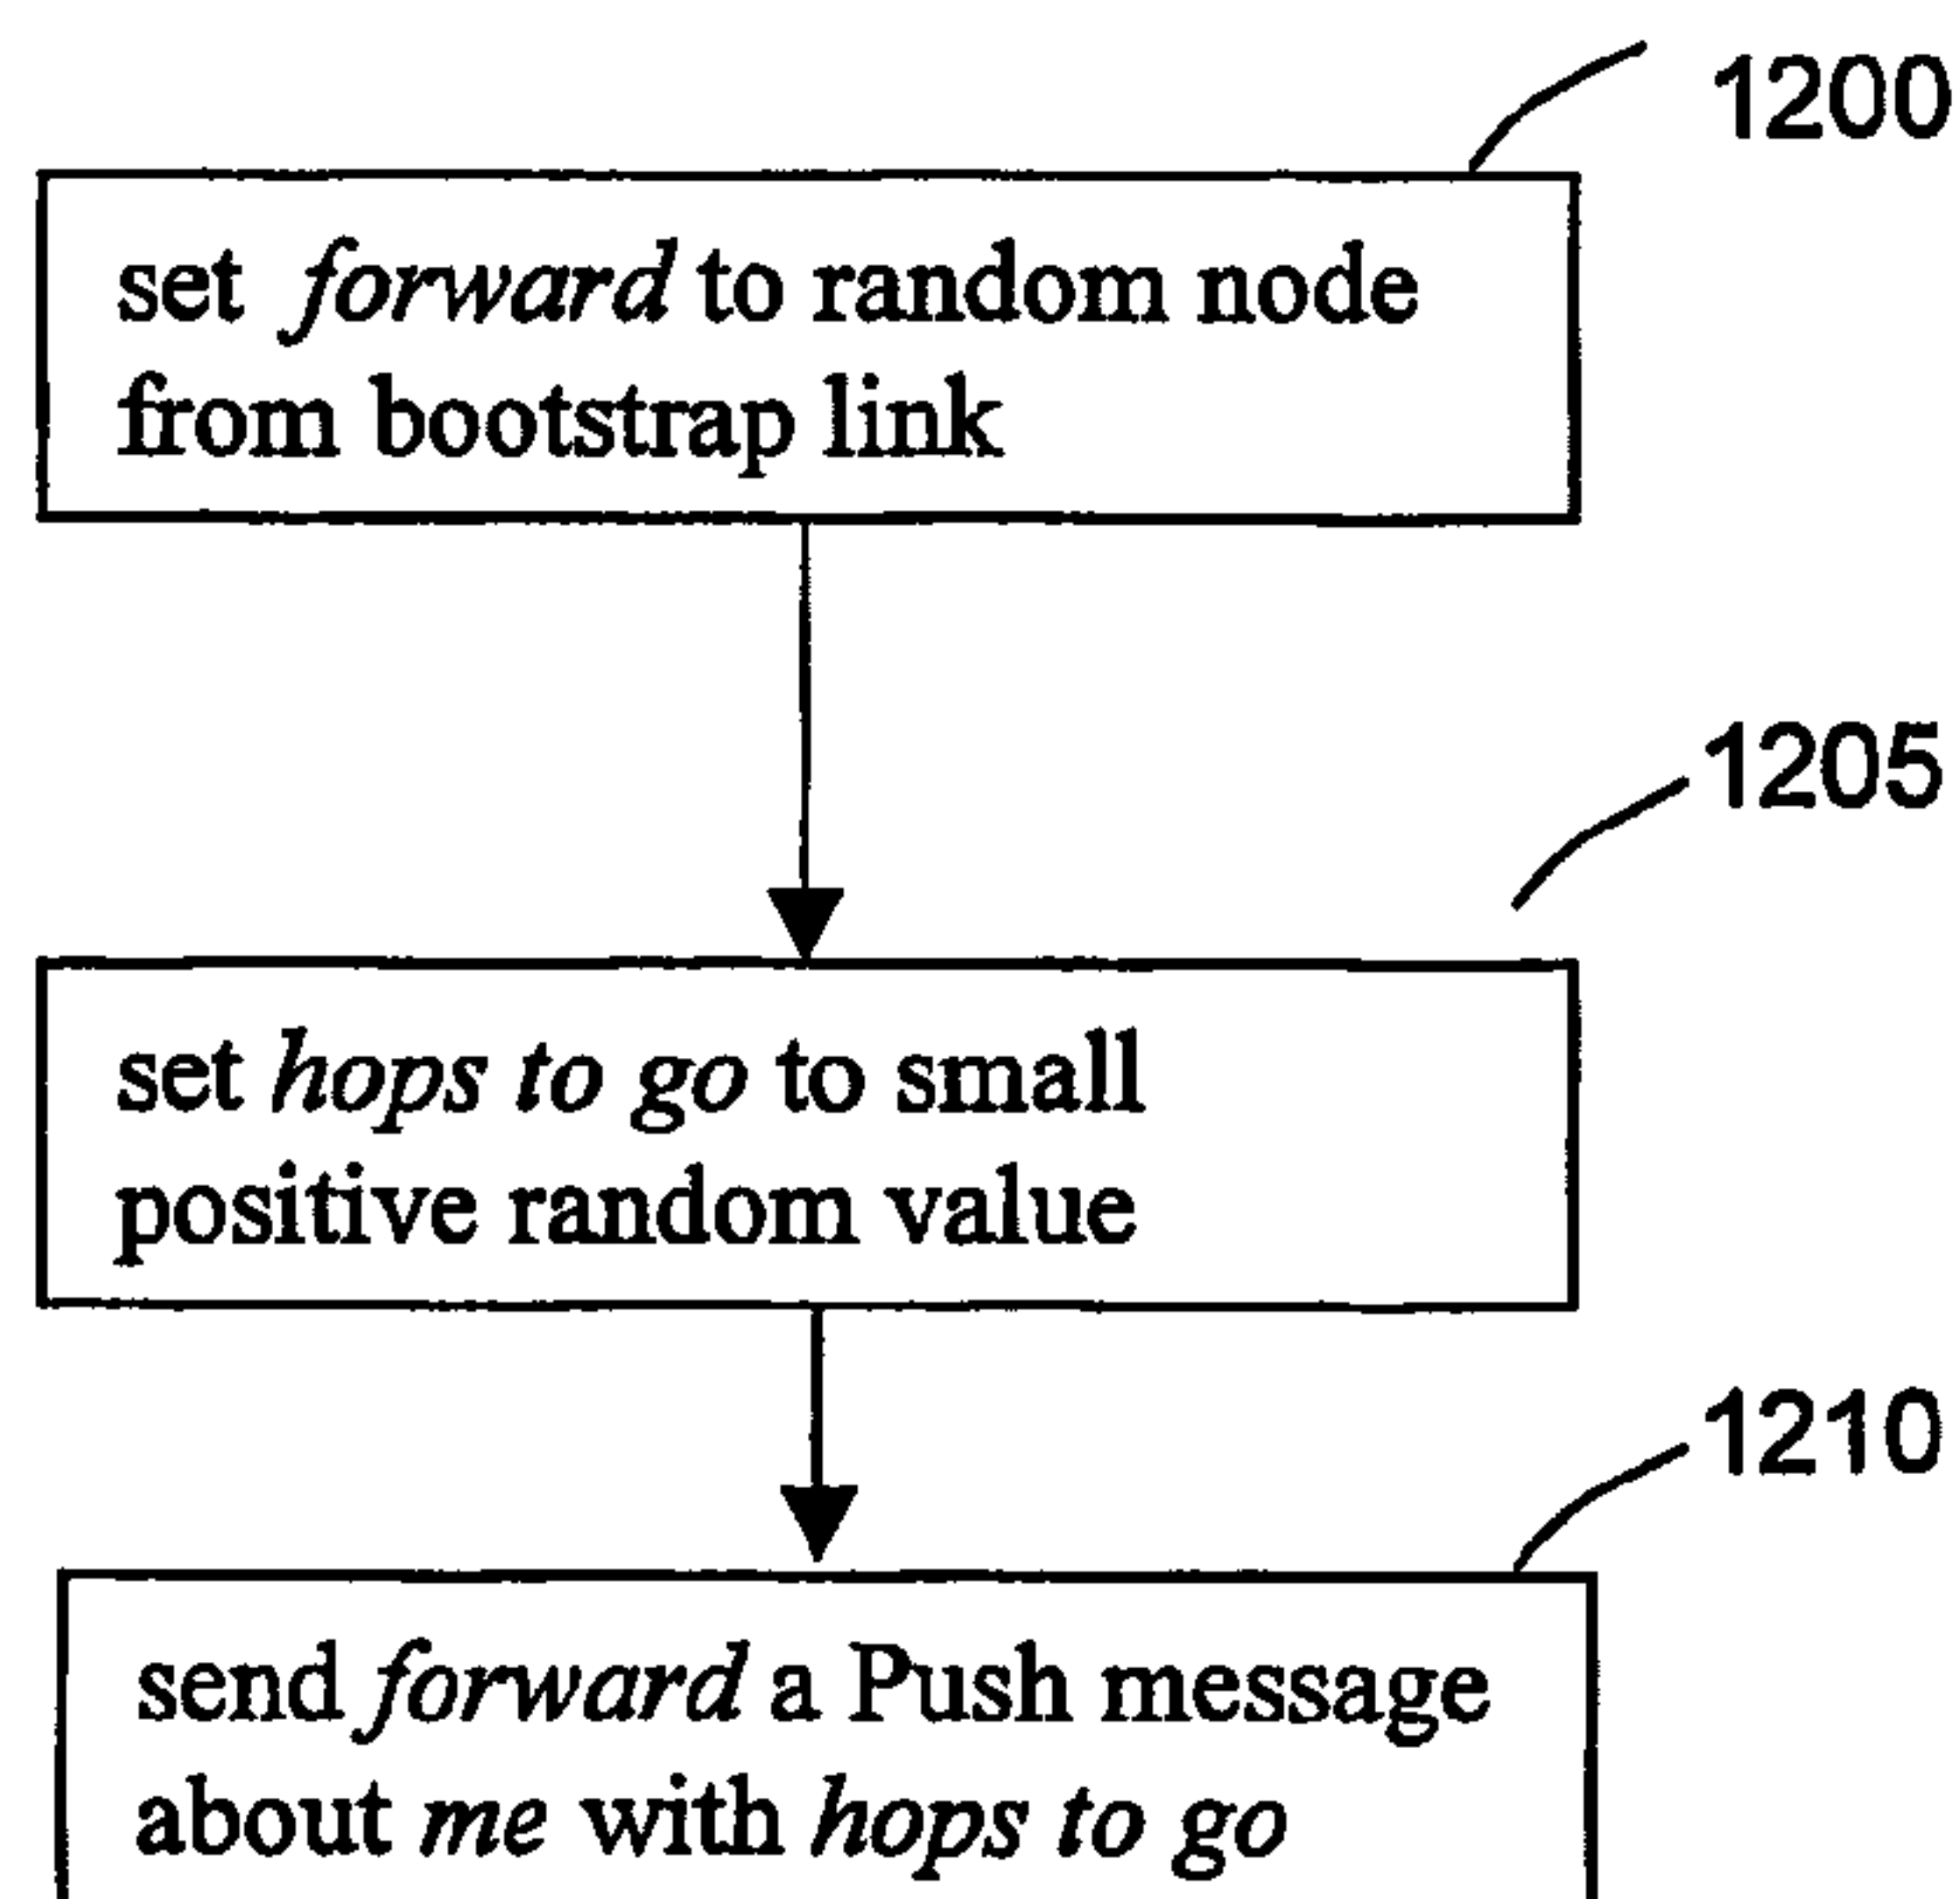 1200
set forward to random node
from bootstrap link
1205
set hops to go to small
positive random value
1210
send forward a Push message
about me with hops to go